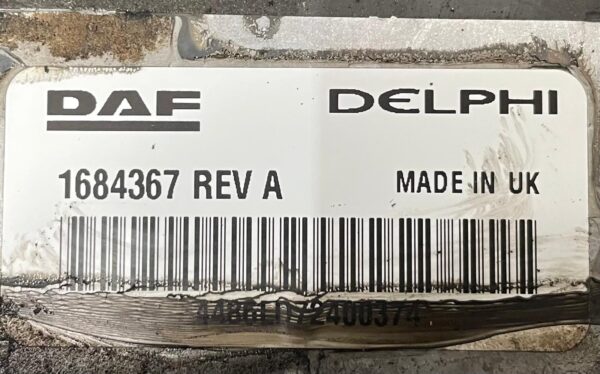 DAF DELPHI
1684367 REV A MADE IN UK